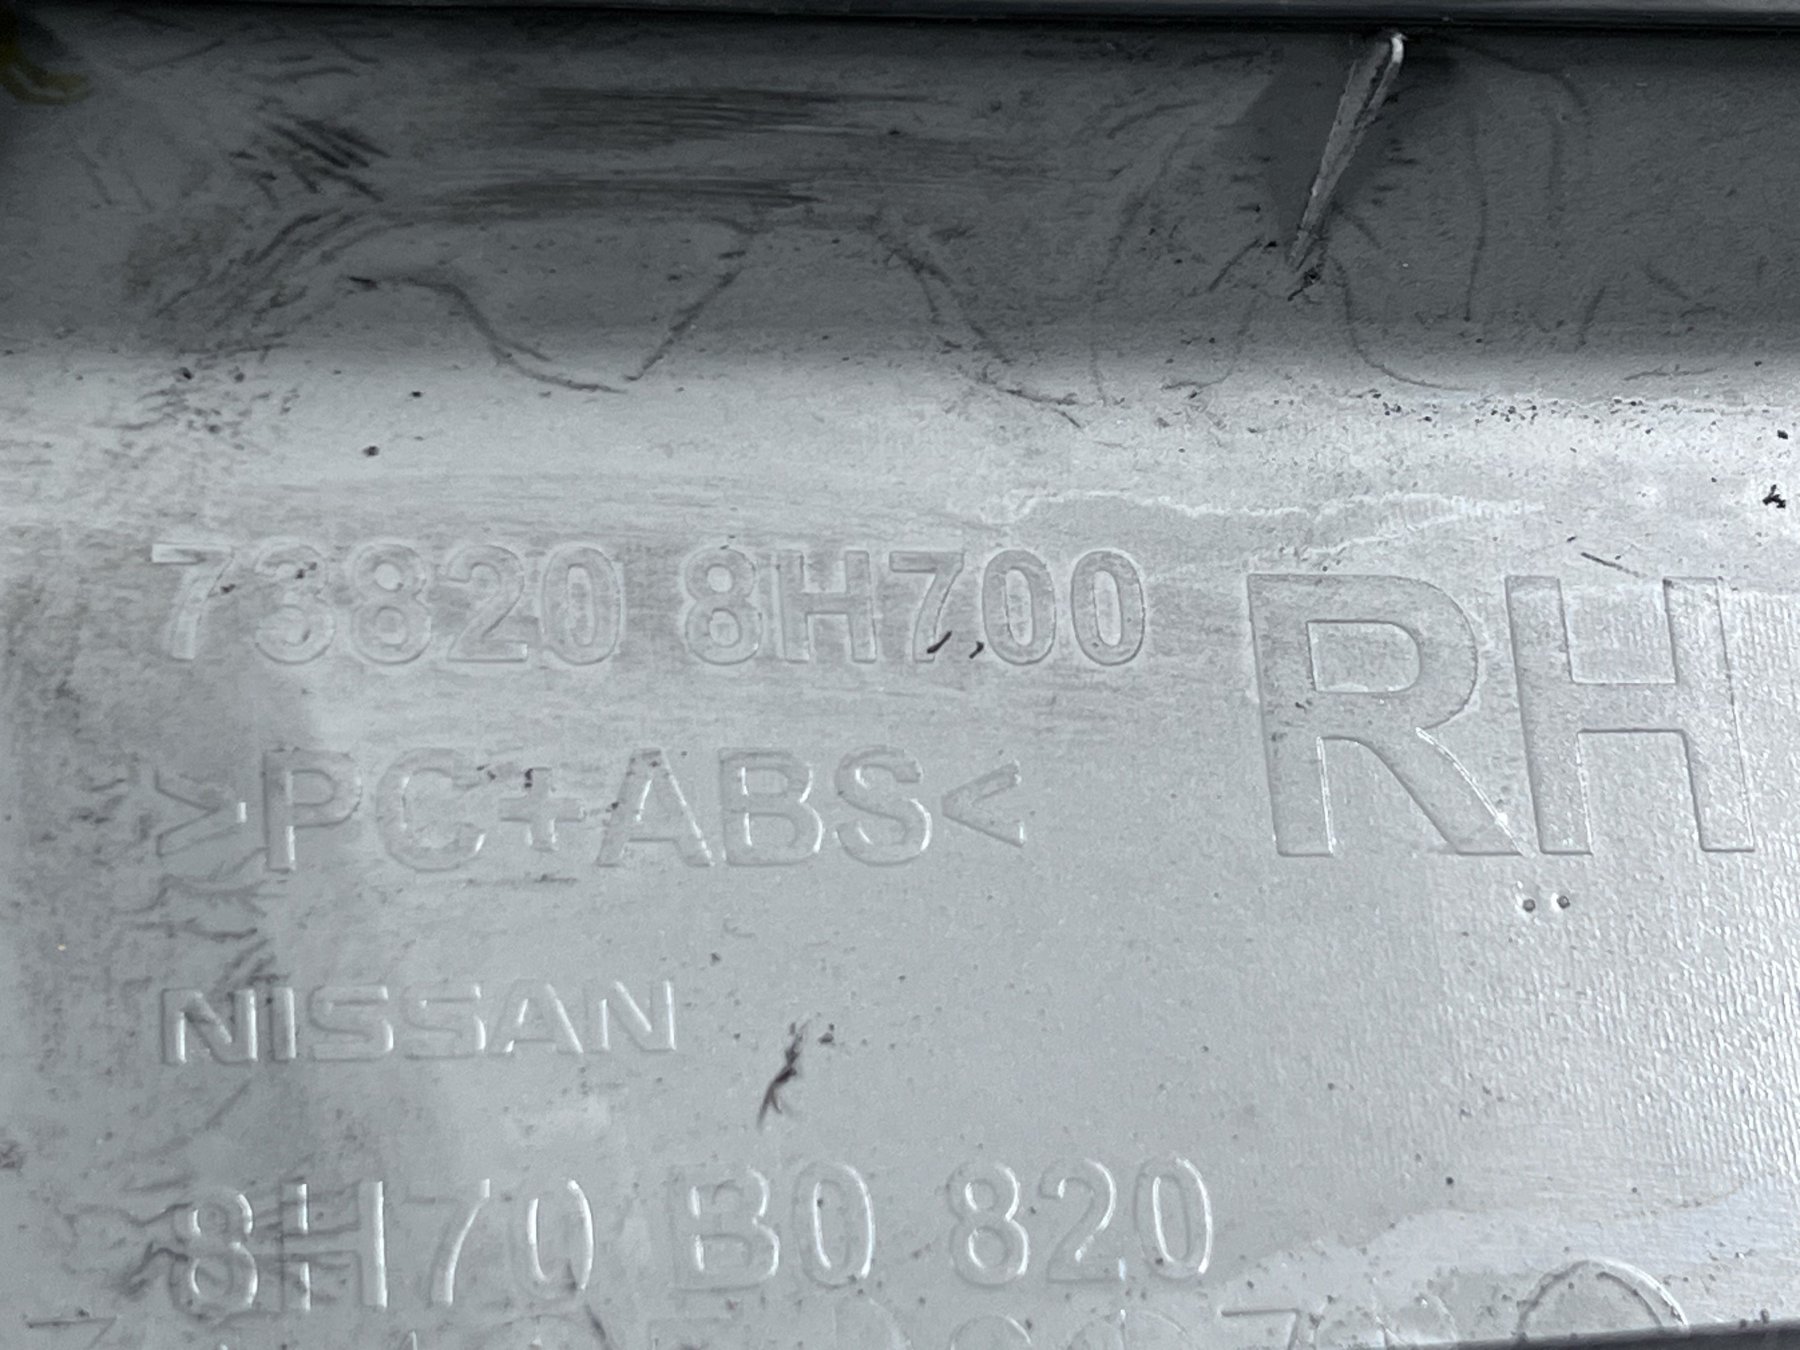 73820 8H700 RH
>PC+ABS<
NISSAN
8H70 B0 820